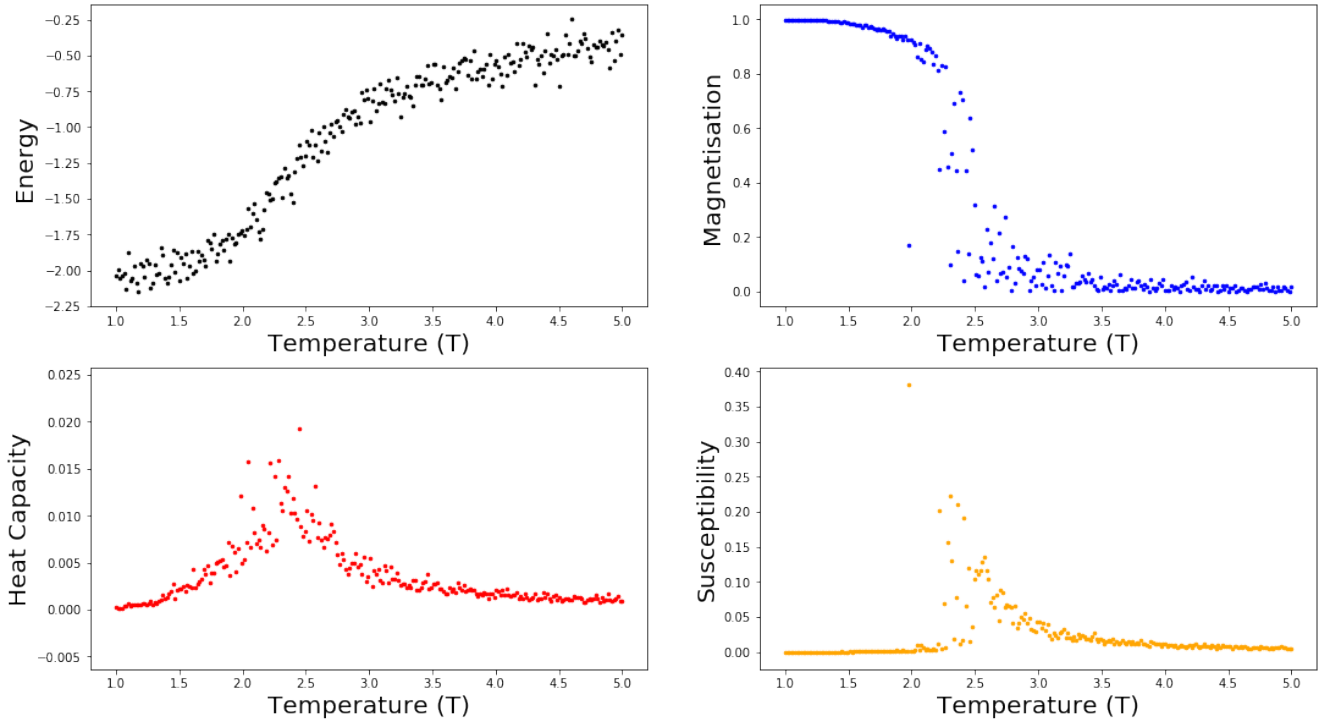 Energy
−0.25
−0.50
−0.75
−1.00
−1.25
−1.50
−1.75
−2.00
−2.25
1.0 1.5 2.0 2.5 3.0 3.5 4.0 4.5 5.0
Temperature (T)
Magnetisation
1.0
0.8
0.6
0.4
0.2
0.0
1.0 1.5 2.0 2.5 3.0 3.5 4.0 4.5 5.0
Temperature (T)
Heat Capacity
0.025
0.020
0.015
0.010
0.005
0.000
−0.005
1.0 1.5 2.0 2.5 3.0 3.5 4.0 4.5 5.0
Temperature (T)
Susceptibility
0.40
0.35
0.30
0.25
0.20
0.15
0.10
0.05
0.00
1.0 1.5 2.0 2.5 3.0 3.5 4.0 4.5 5.0
Temperature (T)